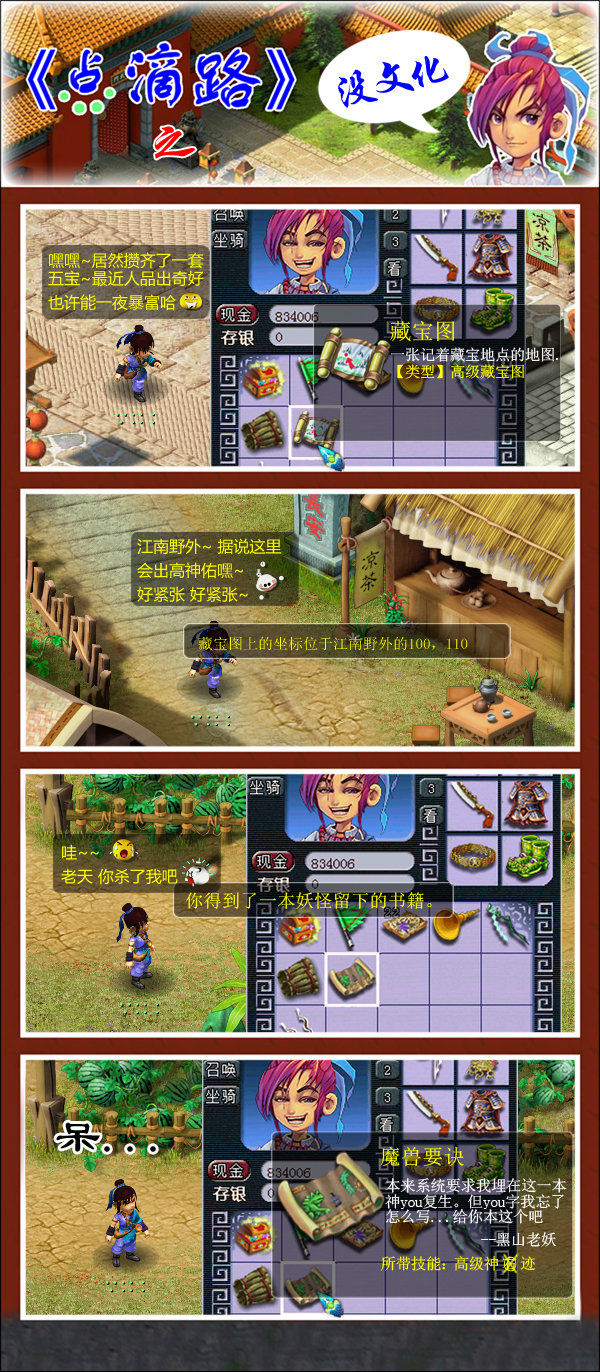 《点滴路》
之
没文化
召唤
坐骑
2
3
看
凉茶
嘿嘿~居然攒齐了一套
五宝~最近人品出奇好
也许能一夜暴富哈
现金
834006
存银
0
藏宝图
一张记着藏宝地点的地图.
【类型】高级藏宝图
长安
凉茶
江南野外~ 据说这里
会出高神佑嘿~
好紧张 好紧张~
藏宝图上的坐标位于江南野外的100，110
坐骑
3
看
哇~~
老天 你杀了我吧
现金
834006
存银
0
你得到了一本妖怪留下的书籍。
22
召唤
坐骑
2
3
看
呆...
现金
834006
存银
魔兽要诀
本来系统要求我埋在这一本
神you复生。但you字我忘了
怎么写...给你本这个吧
—黑山老妖
所带技能：高级神 迹